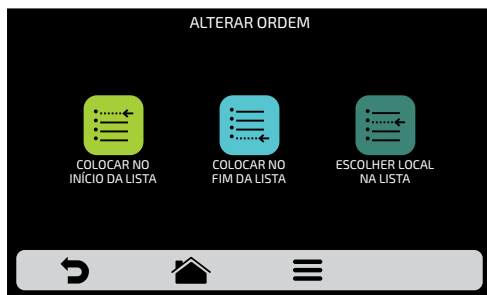 ALTERAR ORDEM
COLOCAR NO
INÍCIO DA LISTA
COLOCAR NO
FIM DA LISTA
ESCOLHER LOCAL
NA LISTA